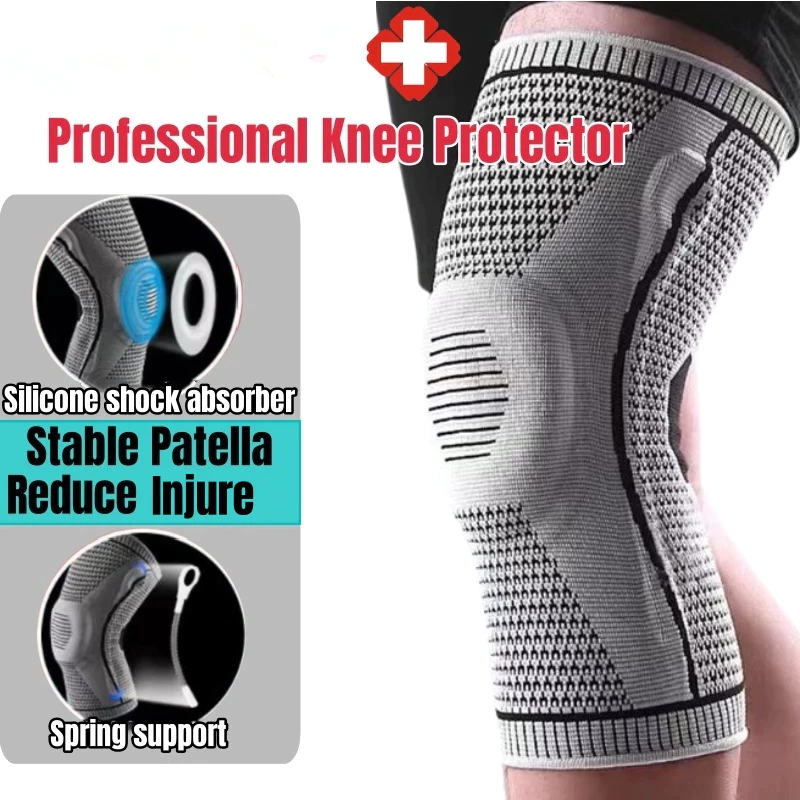 Professional Knee Protector
Silicone shock absorber
Stable Patella
Reduce Injure
Spring support